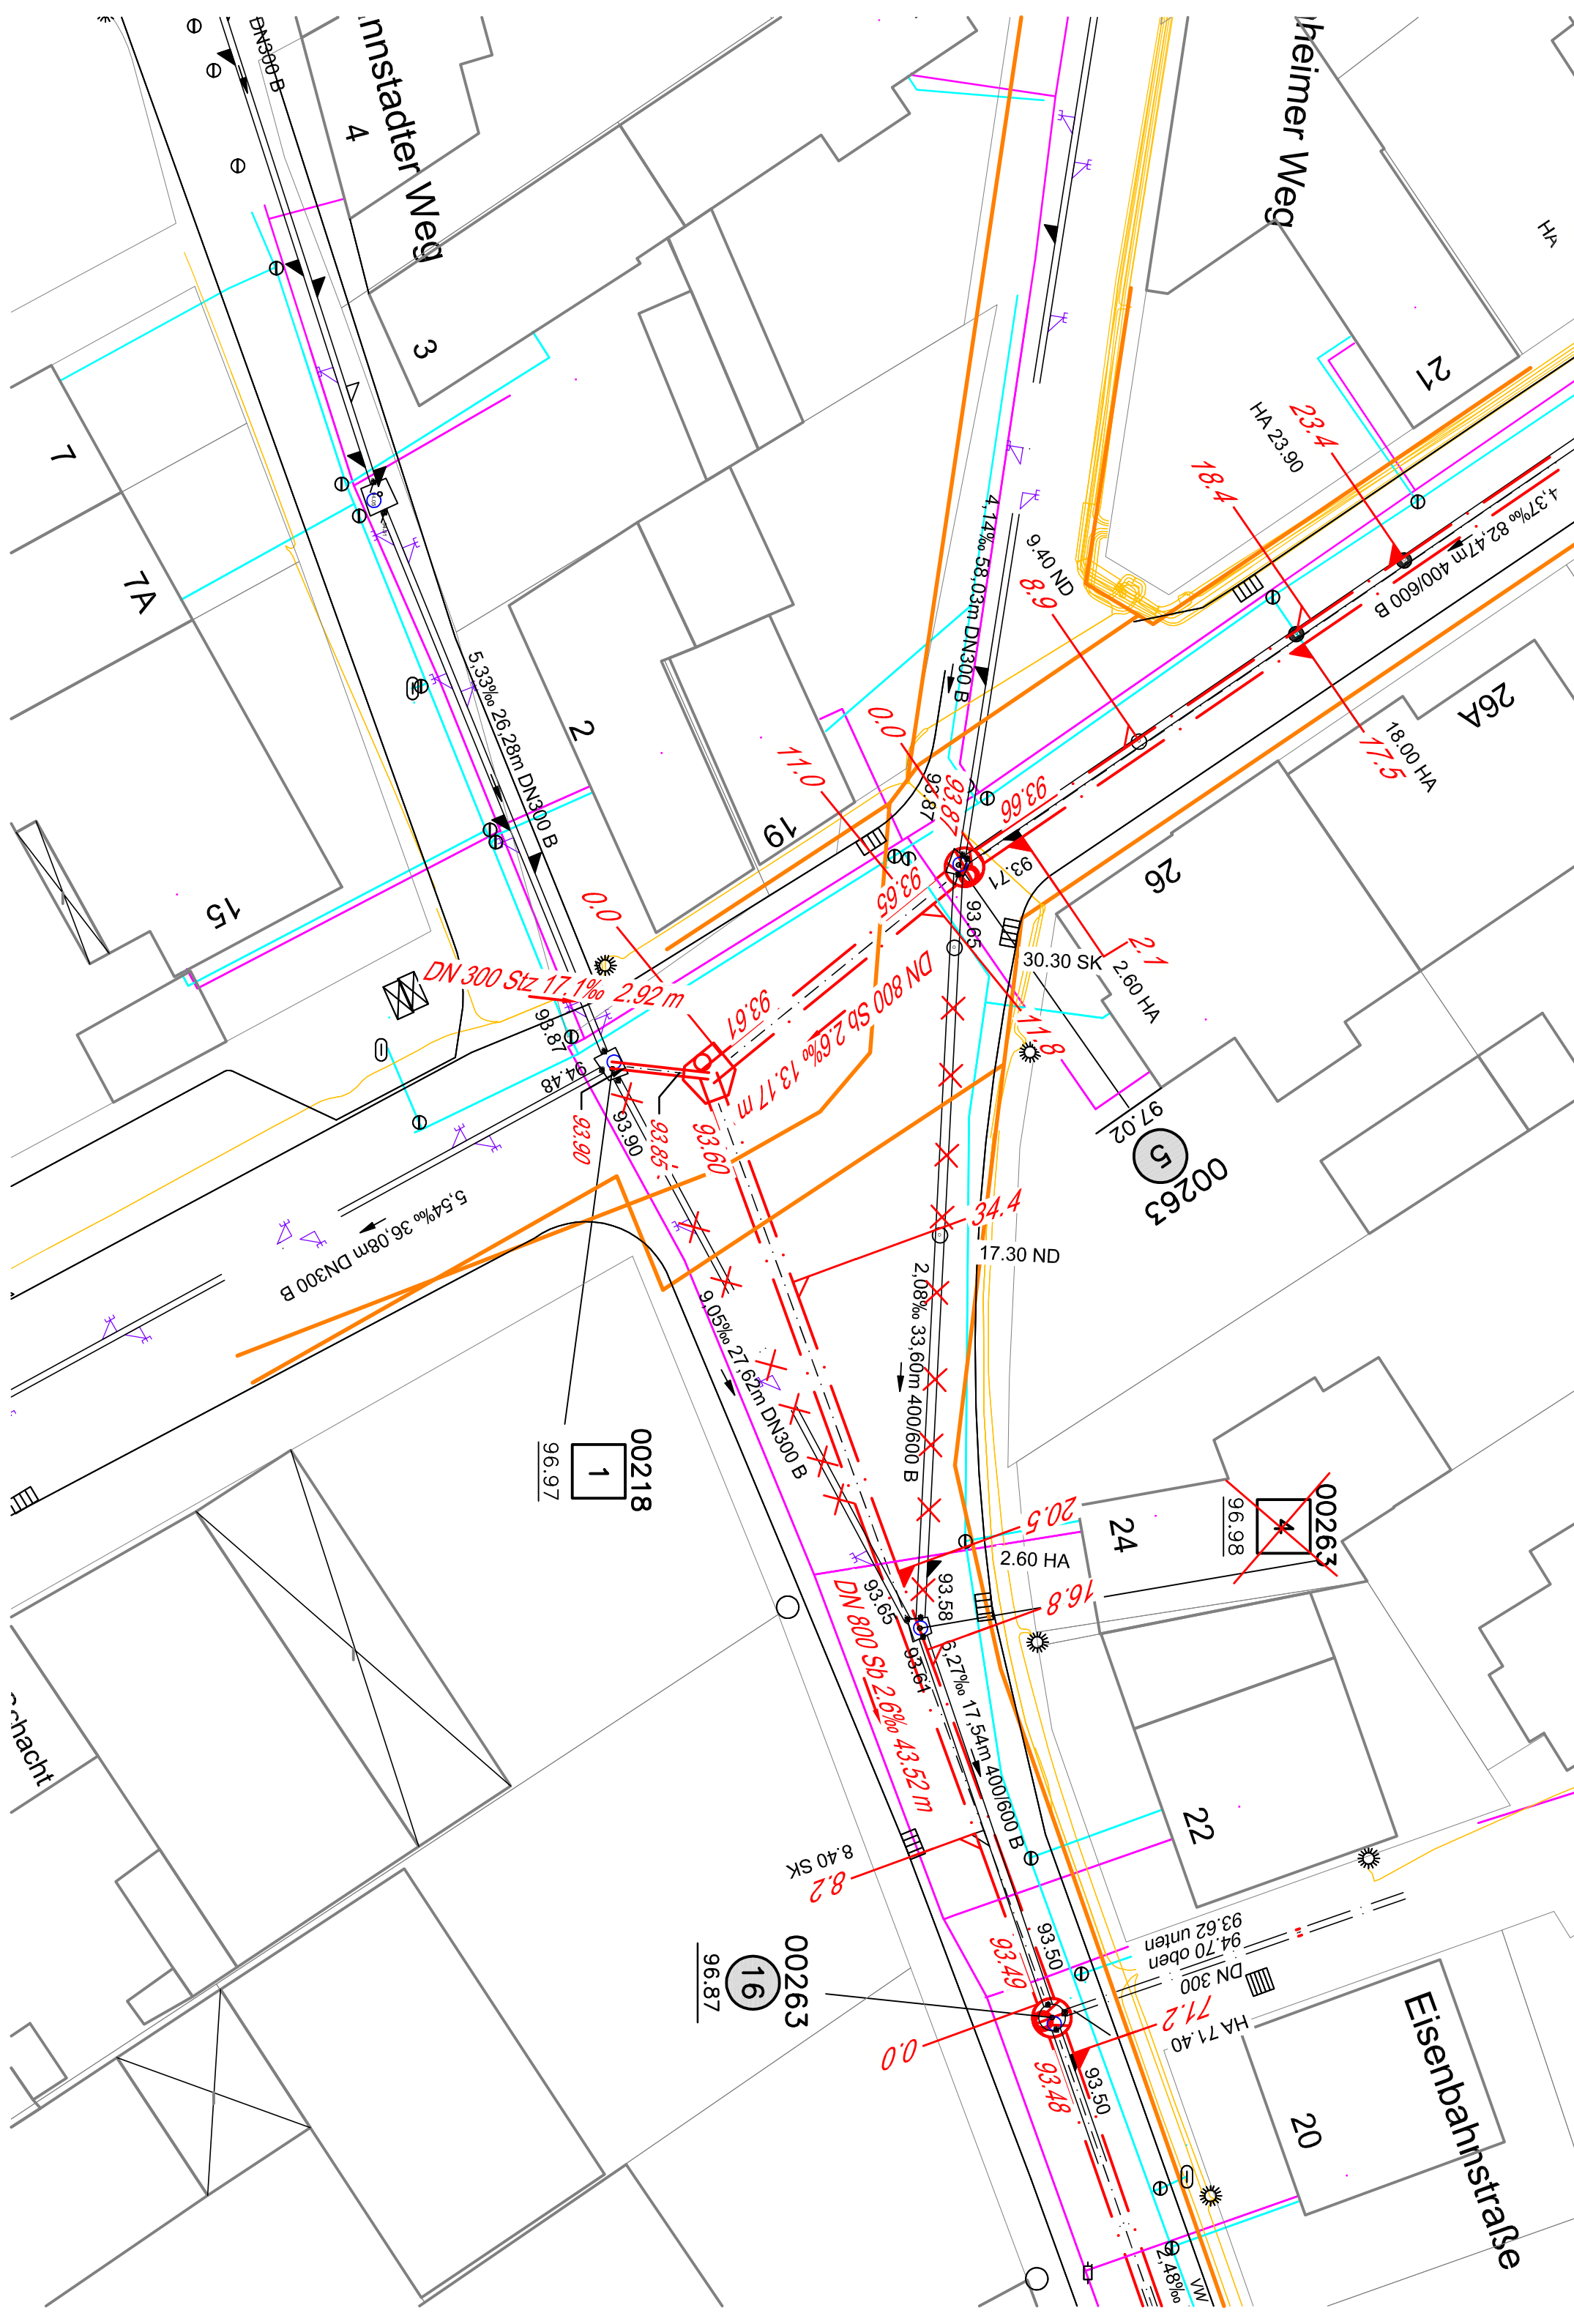 DN300 B
nnstadter Weg
heimer Weg
4
3
HA
21
7
23.4
HA 23.90
18.4
4,37‰ 82.47m 400/600 B
4,14‰ 58,03m DN300 B
9.40 ND
8.9
7A
5,33‰ 26,28m DN300 B
2
26A
18.00 HA
17.5
0.0
11.0
93.87
93.87
93.66
19
26
93.71
93.65
93.65
15
0.0
2.1
2.60 HA
30.30 SK
DN 300 Stz 17.1‰ 2.92 m
93.61
DN 800 Sb 2.6‰ 13.17 m
11.8
93.87
94.48
93.90
93.90
93.85
93.60
97.02
5
00263
34.4
17.30 ND
5,54‰ 36,08m DN300 B
2,08‰ 33,60m 400/600 B
9,05‰ 27,62m DN300 B
00218
1
96.97
00263
4
96.98
24
20.5
2.60 HA
93.58
93.65
16.8
93.61
DN 800 Sb 2.6‰ 43.52 m
6,27‰ 17,54m 400/600 B
chacht
22
8.40 SK
8.2
93.62 unten
94.70 oben
DN 300
93.50
93.49
00263
16
96.87
71.2
HA 71.40
0.0
93.48
93.50
Eisenbahnstraße
20
2,48‰
VW